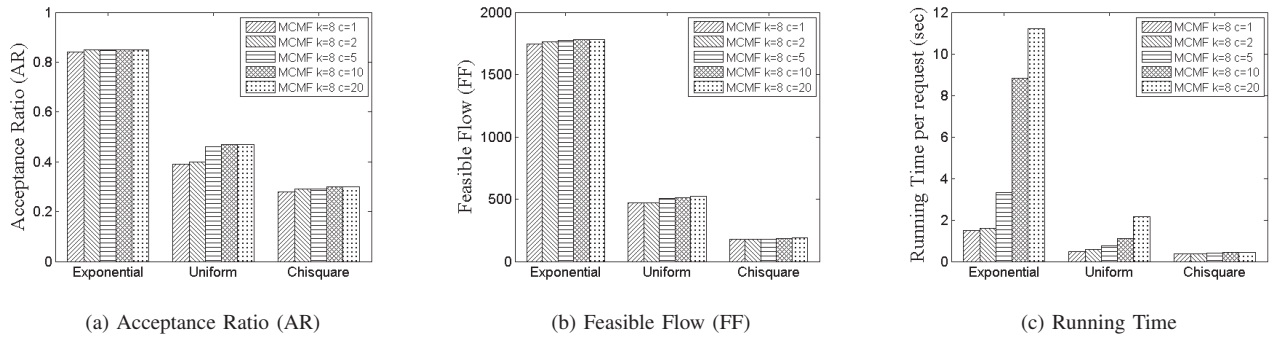 Acceptance Ratio (AR)
1
0.8
0.6
0.4
0.2
0
MCMF k=8 c=1
MCMF k=8 c=2
MCMF k=8 c=5
MCMF k=8 c=10
MCMF k=8 c=20
Exponential Uniform Chisquare
(a) Acceptance Ratio (AR)
Feasible Flow (FF)
2000
1500
1000
500
0
MCMF k=8 c=1
MCMF k=8 c=2
MCMF k=8 c=5
MCMF k=8 c=10
MCMF k=8 c=20
Exponential Uniform Chisquare
(b) Feasible Flow (FF)
Running Time per request (sec)
12
10
8
6
4
2
0
MCMF k=8 c=1
MCMF k=8 c=2
MCMF k=8 c=5
MCMF k=8 c=10
MCMF k=8 c=20
Exponential Uniform Chisquare
(c) Running Time